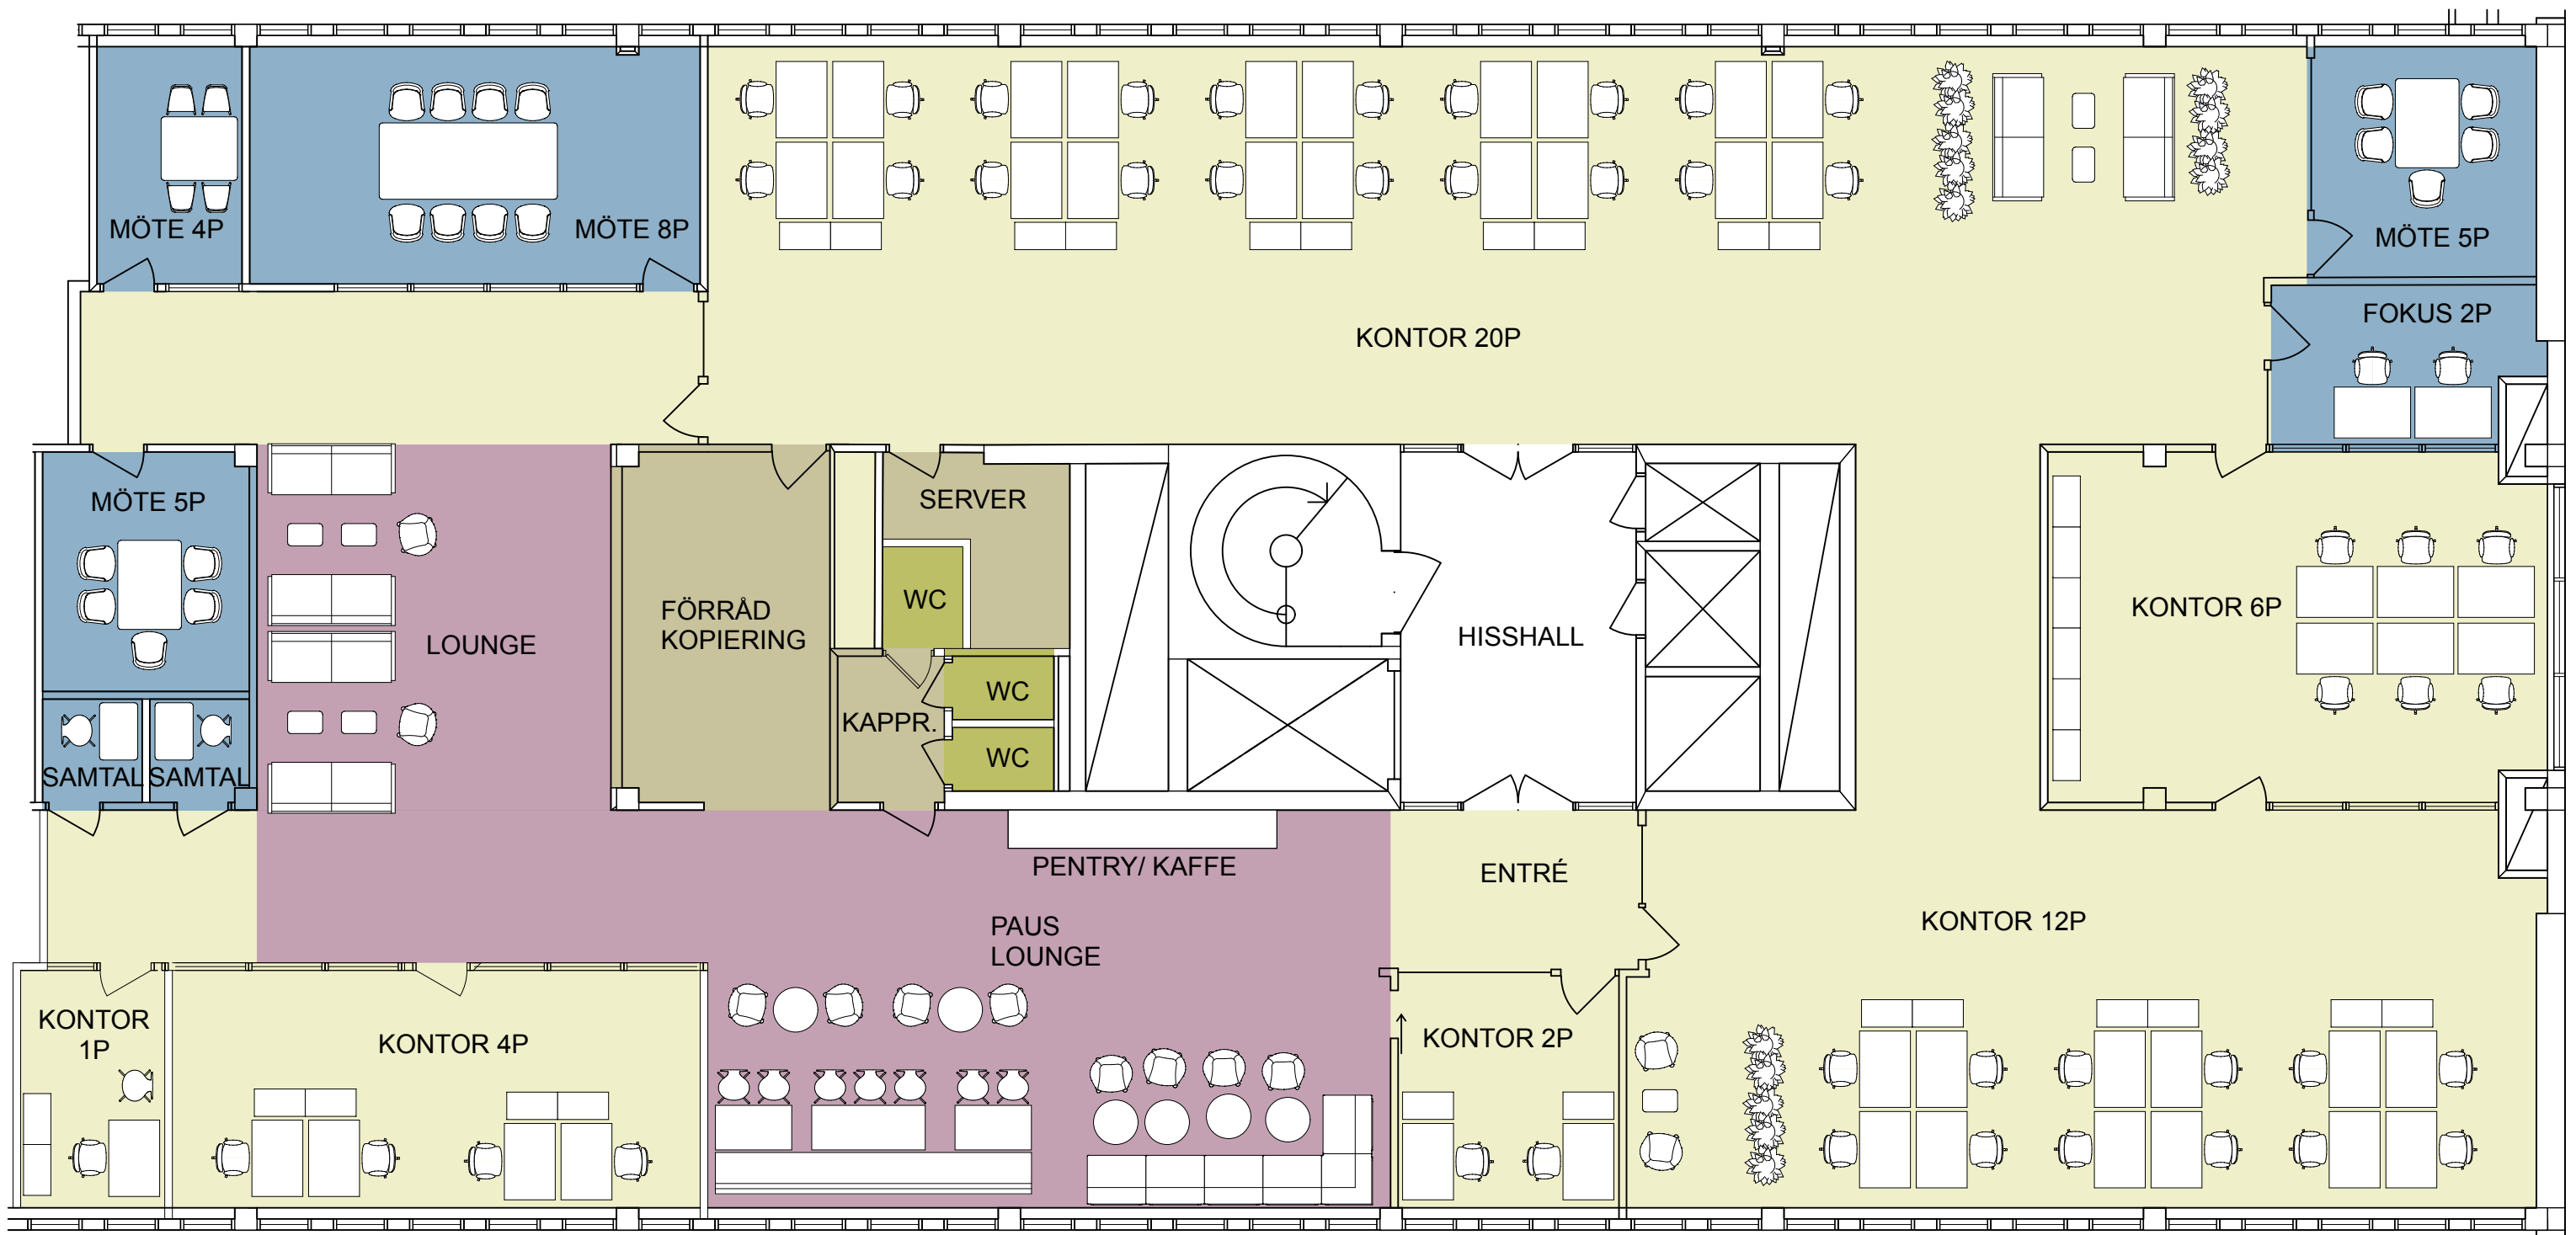 MÖTE 4P
MÖTE 8P
MÖTE 5P
FOKUS 2P
KONTOR 20P
MÖTE 5P
SERVER
LOUNGE
FÖRRÅD
KOPIERING
WC
HISSHALL
KONTOR 6P
WC
KAPPR.
WC
SAMTAL
SAMTAL
PENTRY/ KAFFE
ENTRÉ
PAUS
LOUNGE
KONTOR 12P
KONTOR
1P
KONTOR 4P
KONTOR 2P